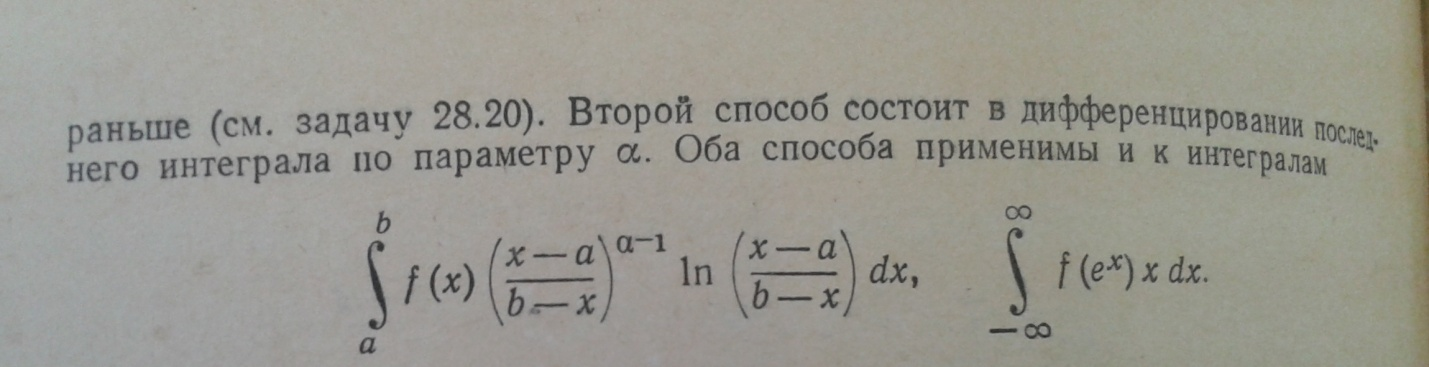 раньше (см. задачу 28.20). Второй способ состоит в дифференцировании послед-
него интеграла по параметру α. Оба способа применимы и к интегралам
∫_a^b f (x) ((x — a)/(b — x))^{α−1} ln ((x — a)/(b — x)) dx, ∫_{−∞}^{∞} f (e^x) x dx.